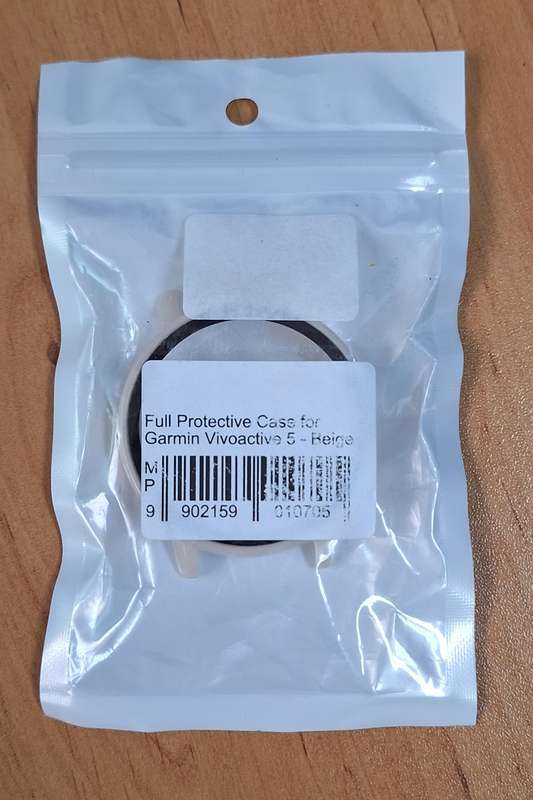 Full Protective Case for
Garmin Vivoactive 5 - Beige
M
P
9 902159 010705